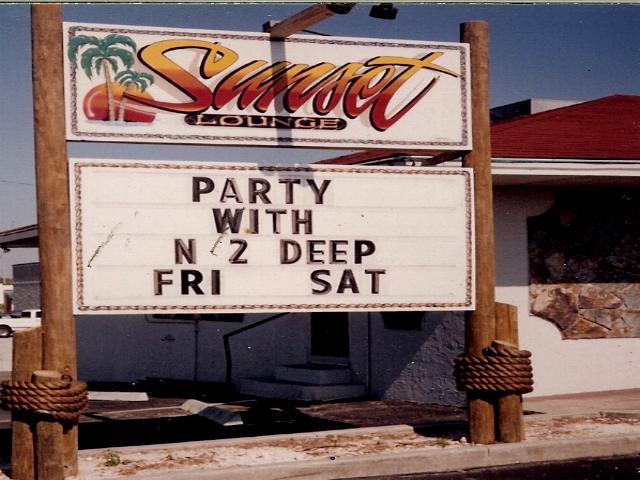 Sunset
LOUNGE
PARTY
WITH
N 2 DEEP
FRI SAT